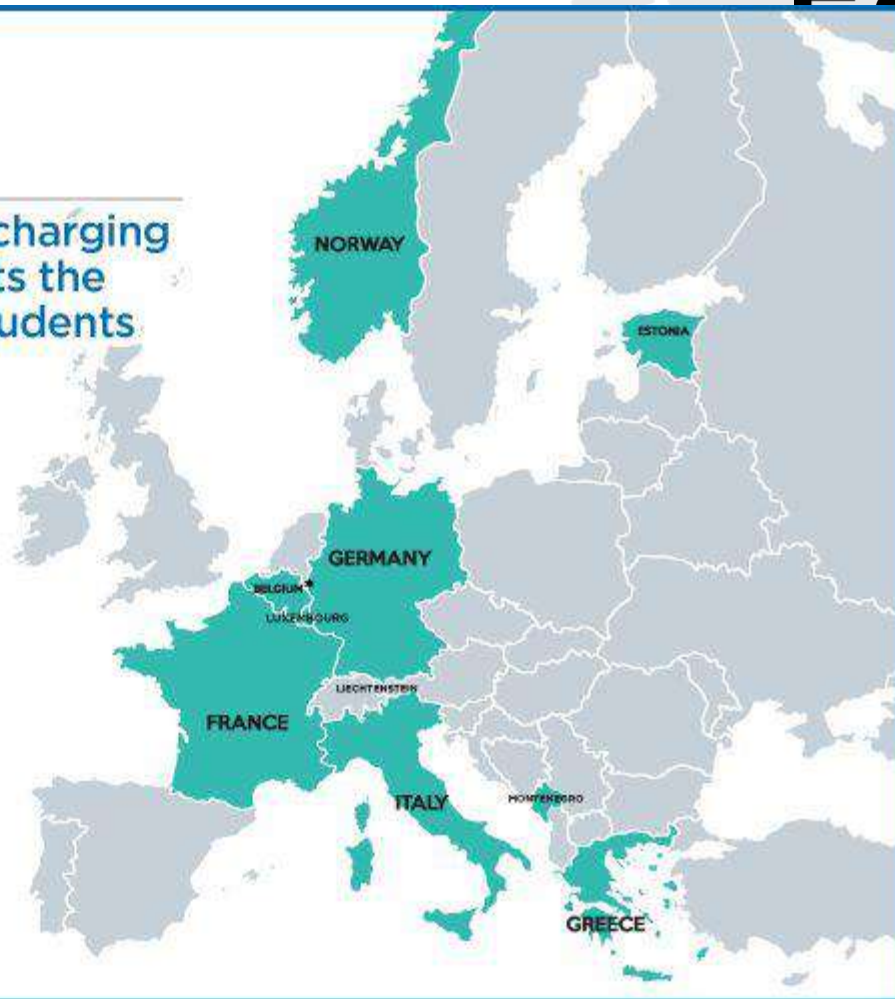 charging
ts the
udents
NORWAY
ESTONIA
GERMANY
BELGIUM*
LUXEMBOURG
LIECHTENSTEIN
FRANCE
ITALY
MONTENEGRO
GREECE